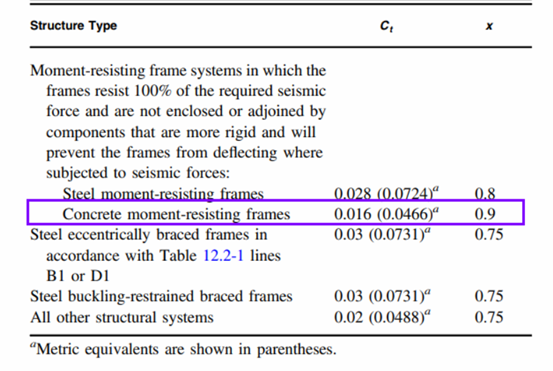 Structure Type Ct x
Moment-resisting frame systems in which the
frames resist 100% of the required seismic
force and are not enclosed or adjoined by
components that are more rigid and will
prevent the frames from deflecting where
subjected to seismic forces:
Steel moment-resisting frames 0.028 (0.0724)a 0.8
Concrete moment-resisting frames 0.016 (0.0466)a 0.9
Steel eccentrically braced frames in 0.03 (0.0731)a 0.75
accordance with Table 12.2-1 lines
B1 or D1
Steel buckling-restrained braced frames 0.03 (0.0731)a 0.75
All other structural systems 0.02 (0.0488)a 0.75
aMetric equivalents are shown in parentheses.